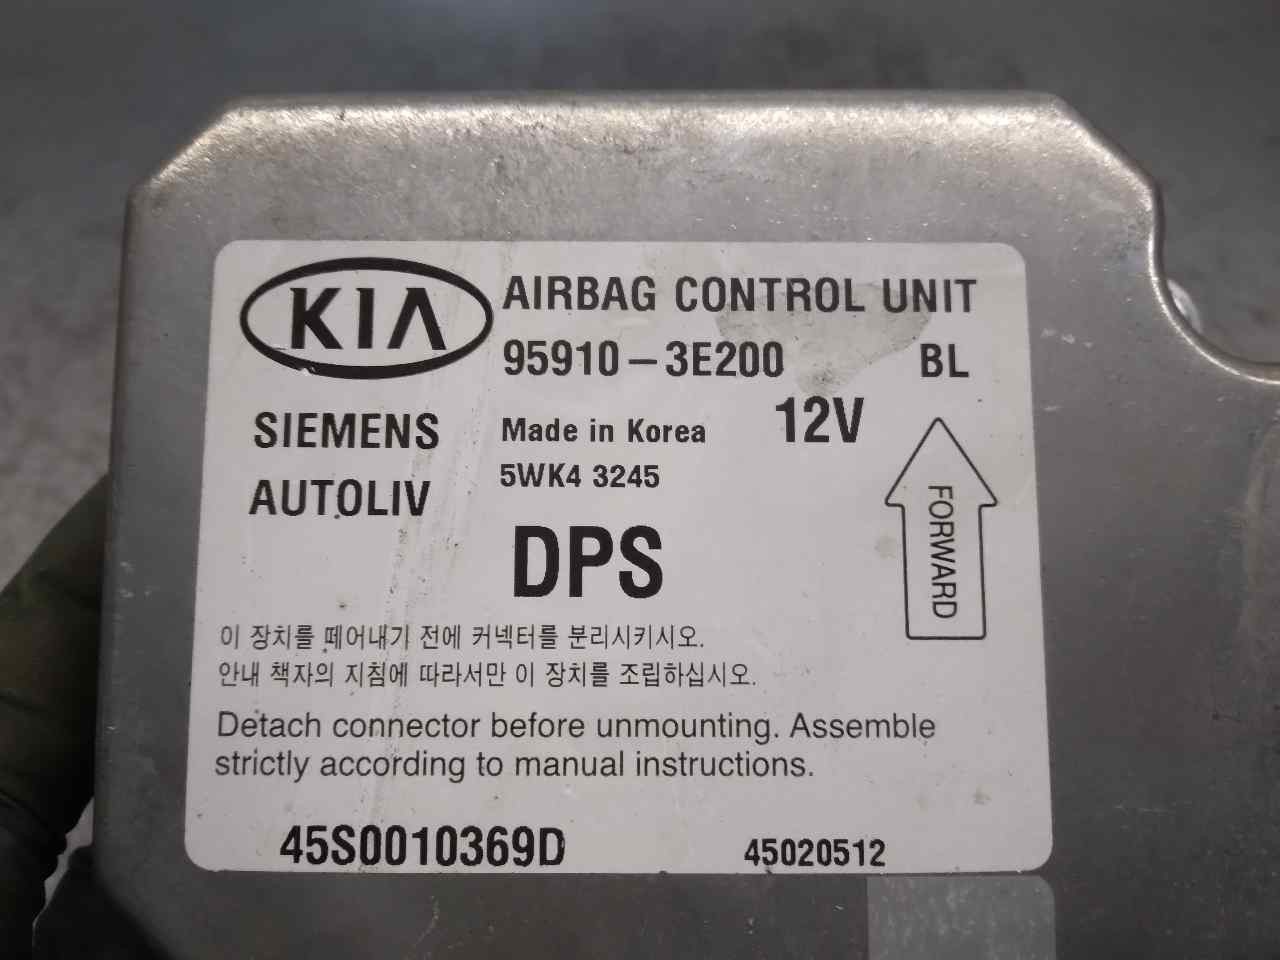 KIA AIRBAG CONTROL UNIT
95910-3E200 BL
SIEMENS Made in Korea 12V
5WK4 3245
AUTOLIV
DPS
FORWARD
이 장치를 떼어내기 전에 커넥터를 분리시키시오.
안내 책자의 지침에 따라서만 이 장치를 조립하십시오.
Detach connector before unmounting. Assemble
strictly according to manual instructions.
45S0010369D 45020512